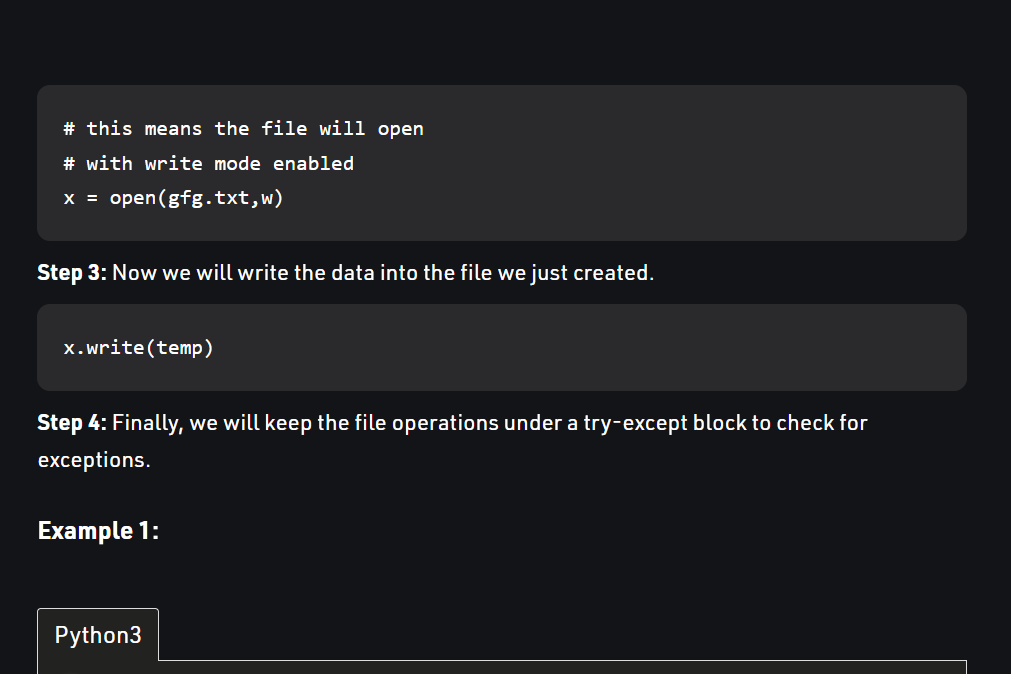 # this means the file will open
# with write mode enabled
x = open(gfg.txt,w)
Step 3: Now we will write the data into the file we just created.
x.write(temp)
Step 4: Finally, we will keep the file operations under a try-except block to check for
exceptions.
Example 1:
Python3